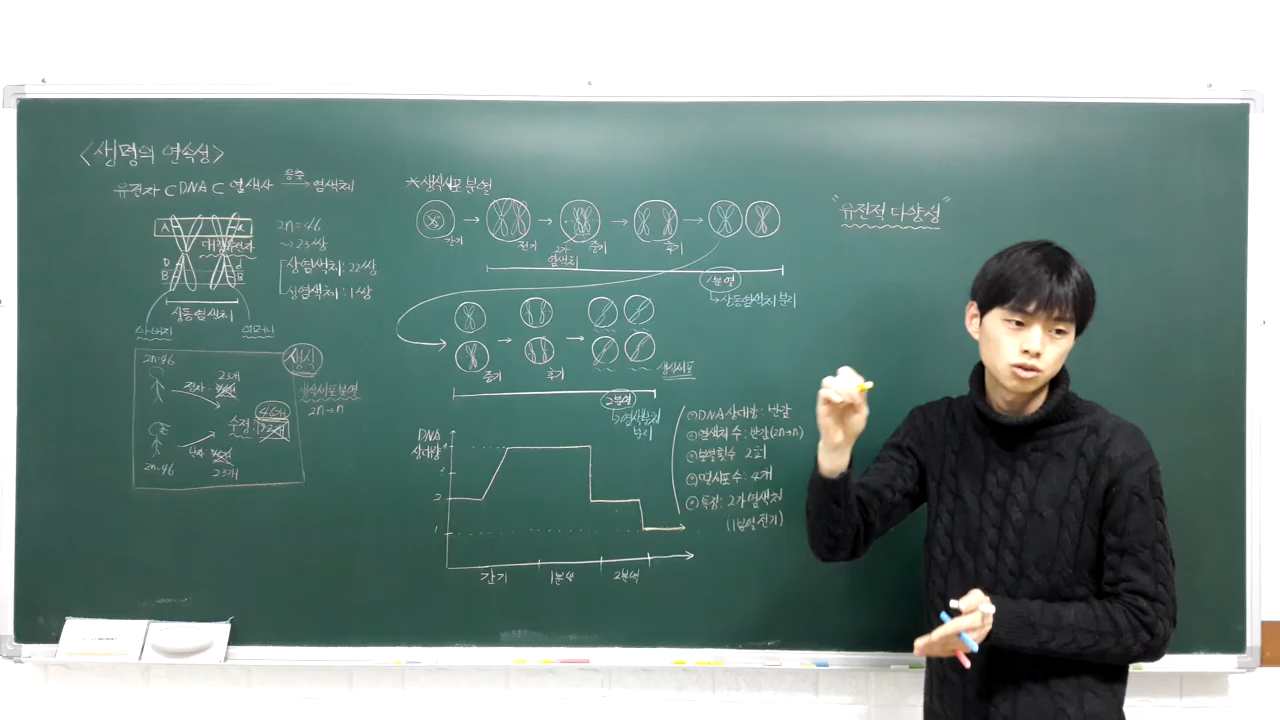 <생명의 연속성>
유전자 ⊂ DNA ⊂ 염색사 응축 → 염색체
A a
대립유전자
D d
B B
상동염색체
아버지 어머니
2n=46
~23쌍
상염색체: 22쌍
성염색체: 1쌍
생식
2n=46
정자: 23개
수정: 46개
난자
23개
2n=46
생식세포 분열
2n→n
*생식세포 분열
간기 → 전기 → 중기 → 후기
2가
염색체
1분열
↳상동염색체 분리
중기 후기 생식세포
2분열
↳염색분체
분리
DNA
상대량
4
3
2
1
간기 1분열 2분열
①DNA 상대량: 반감
②염색체 수: 반감(2n→n)
③분열횟수 2회
④딸세포수: 4개
⑤특징: 2가 염색체
(1분열 전기)
"유전적 다양성"